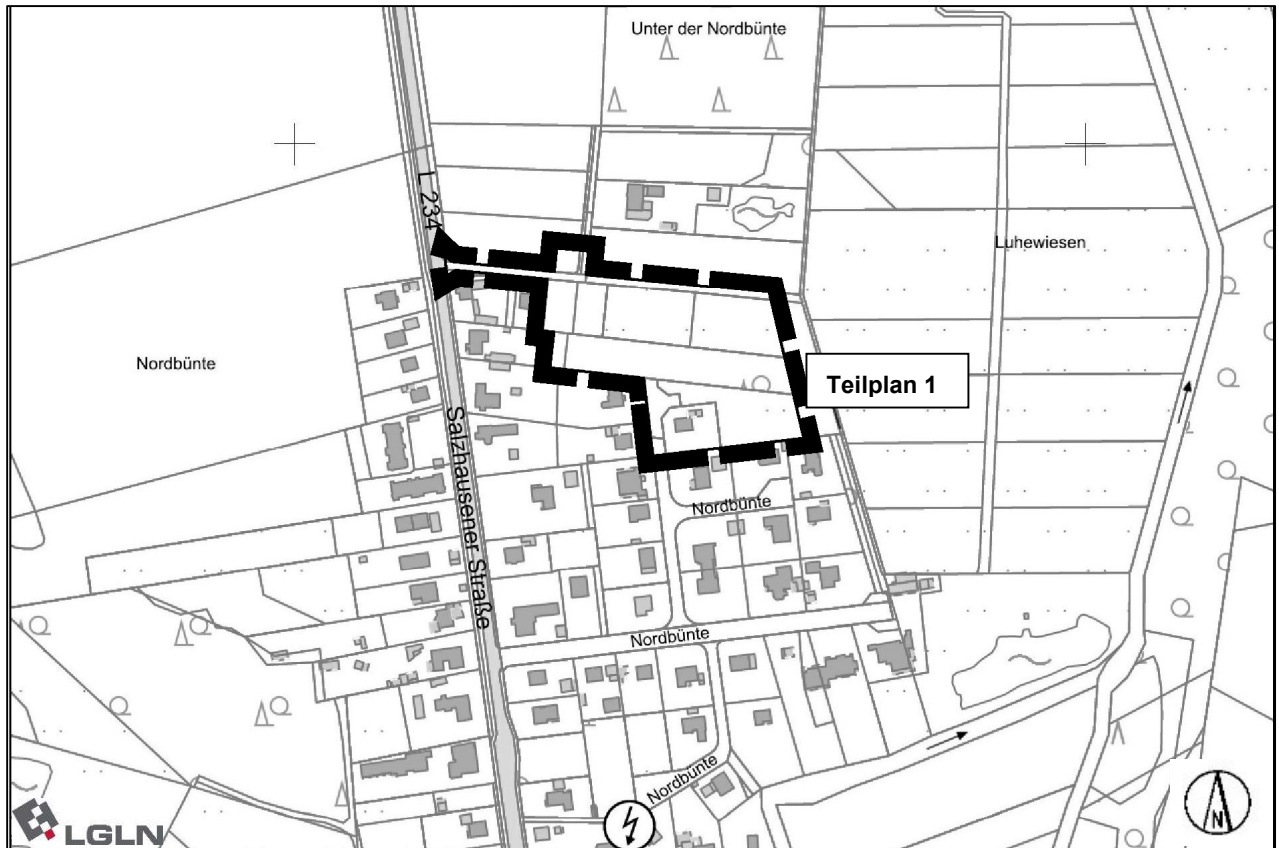 Unter der Nordbünte
L 234
Luhewiesen
Nordbünte
Teilplan 1
Salzhausener Straße
Nordbünte
Nordbünte
Nordbünte
N
LGLN